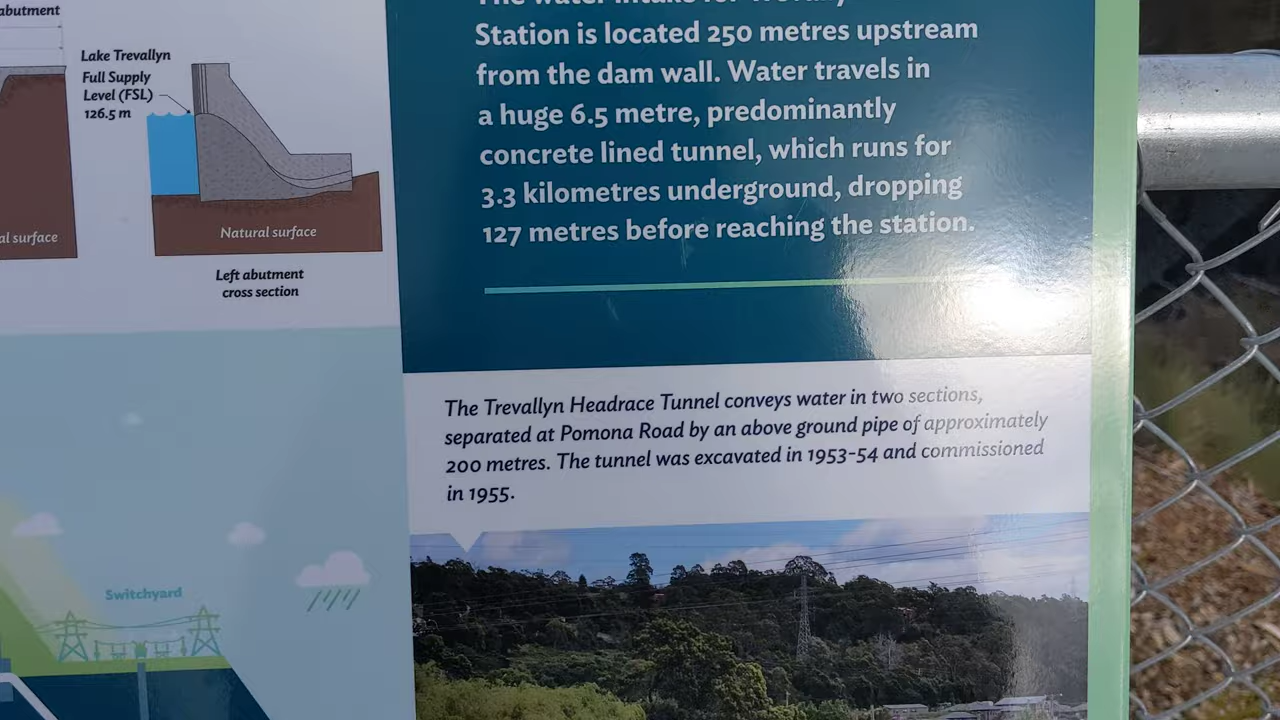 abutment
Lake Trevallyn
Full Supply
Level (FSL)
126.5 m
al surface
Natural surface
Left abutment
cross section
Switchyard
The water intake for
Station is located 250 metres upstream
from the dam wall. Water travels in
a huge 6.5 metre, predominantly
concrete lined tunnel, which runs for
3.3 kilometres underground, dropping
127 metres before reaching the station.
The Trevallyn Headrace Tunnel conveys water in two sections,
separated at Pomona Road by an above ground pipe of approximately
200 metres. The tunnel was excavated in 1953-54 and commissioned
in 1955.